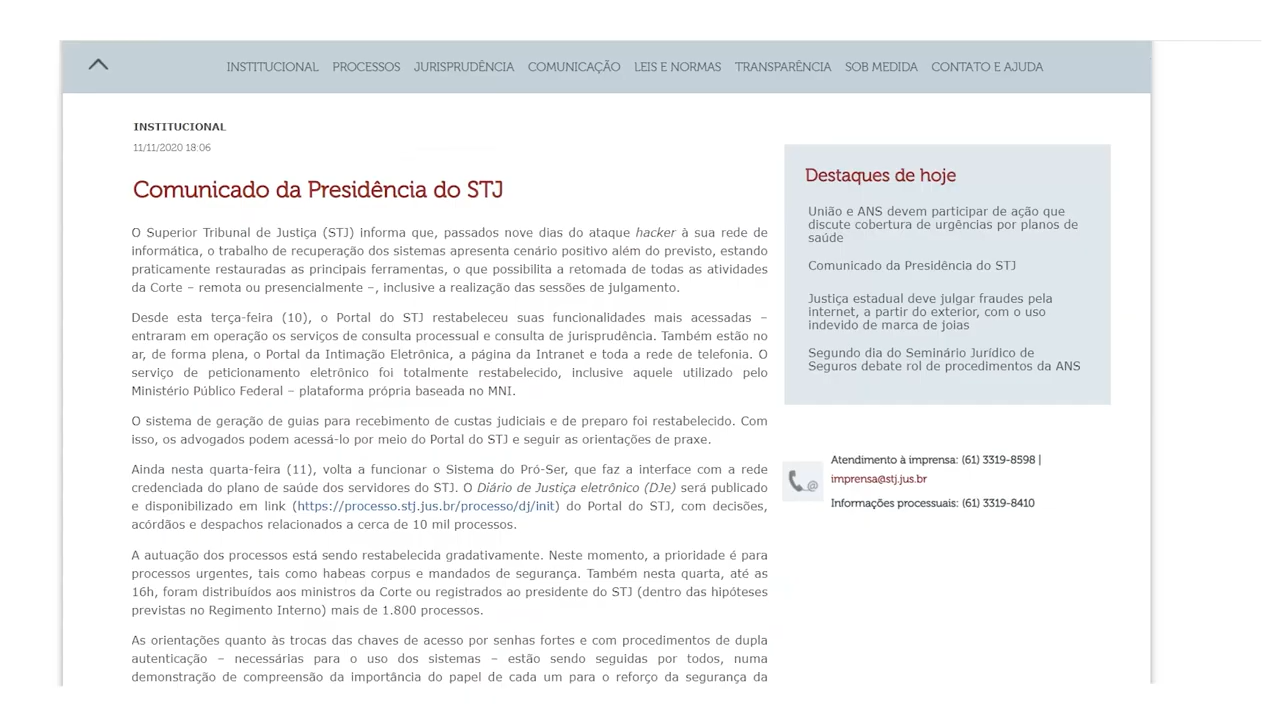 INSTITUCIONAL PROCESSOS JURISPRUDÊNCIA COMUNICAÇÃO LEIS E NORMAS TRANSPARÊNCIA SOB MEDIDA CONTATO E AJUDA
INSTITUCIONAL
11/11/2020 18:06
Comunicado da Presidência do STJ
O Superior Tribunal de Justiça (STJ) informa que, passados nove dias do ataque hacker à sua rede de
informática, o trabalho de recuperação dos sistemas apresenta cenário positivo além do previsto, estando
praticamente restauradas as principais ferramentas, o que possibilita a retomada de todas as atividades
da Corte – remota ou presencialmente –, inclusive a realização das sessões de julgamento.
Desde esta terça-feira (10), o Portal do STJ restabeleceu suas funcionalidades mais acessadas –
entraram em operação os serviços de consulta processual e consulta de jurisprudência. Também estão no
ar, de forma plena, o Portal da Intimação Eletrônica, a página da Intranet e toda a rede de telefonia. O
serviço de peticionamento eletrônico foi totalmente restabelecido, inclusive aquele utilizado pelo
Ministério Público Federal – plataforma própria baseada no MNI.
O sistema de geração de guias para recebimento de custas judiciais e de preparo foi restabelecido. Com
isso, os advogados podem acessá-lo por meio do Portal do STJ e seguir as orientações de praxe.
Ainda nesta quarta-feira (11), volta a funcionar o Sistema do Pró-Ser, que faz a interface com a rede
credenciada do plano de saúde dos servidores do STJ. O Diário de Justiça eletrônico (DJe) será publicado
e disponibilizado em link (https://processo.stj.jus.br/processo/dj/init) do Portal do STJ, com decisões,
acórdãos e despachos relacionados a cerca de 10 mil processos.
A autuação dos processos está sendo restabelecida gradativamente. Neste momento, a prioridade é para
processos urgentes, tais como habeas corpus e mandados de segurança. Também nesta quarta, até as
16h, foram distribuídos aos ministros da Corte ou registrados ao presidente do STJ (dentro das hipóteses
previstas no Regimento Interno) mais de 1.800 processos.
As orientações quanto às trocas das chaves de acesso por senhas fortes e com procedimentos de dupla
autenticação – necessárias para o uso dos sistemas – estão sendo seguidas por todos, numa
demonstração de compreensão da importância do papel de cada um para o reforço da segurança da
Destaques de hoje
União e ANS devem participar de ação que
discute cobertura de urgências por planos de
saúde
Comunicado da Presidência do STJ
Justiça estadual deve julgar fraudes pela
internet, a partir do exterior, com o uso
indevido de marca de joias
Segundo dia do Seminário Jurídico de
Seguros debate rol de procedimentos da ANS
Atendimento à imprensa: (61) 3319-8598 |
imprensa@stj.jus.br
Informações processuais: (61) 3319-8410